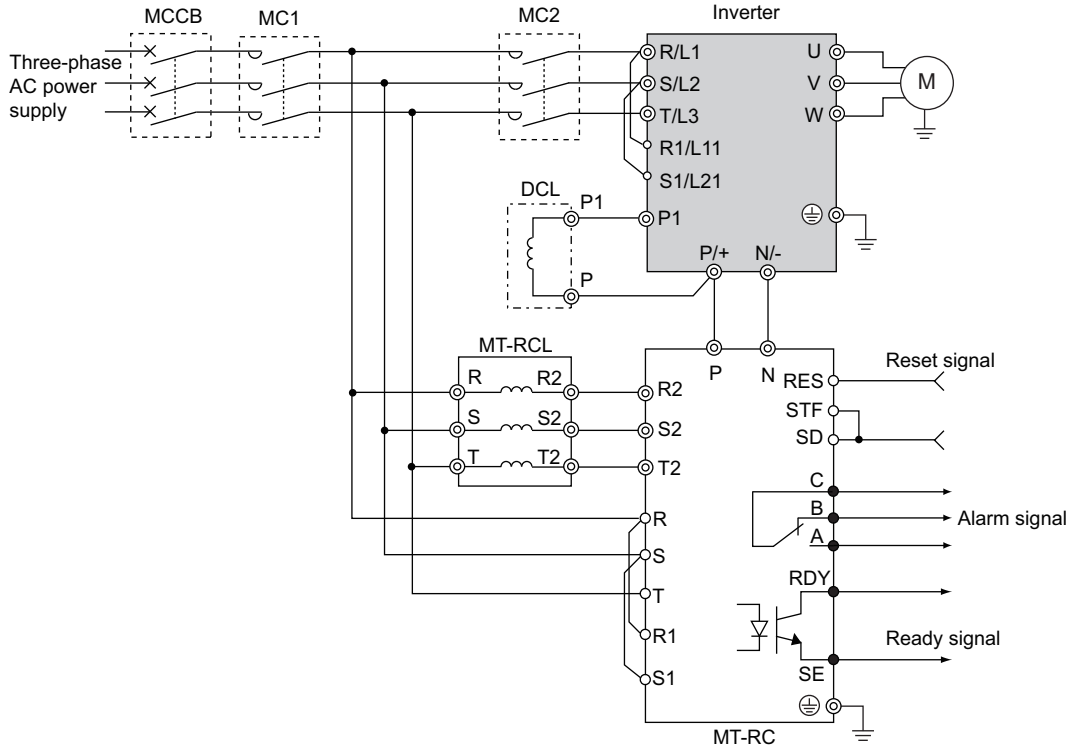 MCCB
MC1
MC2
Inverter
Three-phase
AC power
supply
R/L1
S/L2
T/L3
R1/L11
S1/L21
P1
P/+
N/-
U
V
W
M
DCL
P1
P
MT-RCL
R
R2
S
S2
T
T2
P
N
R2
S2
T2
R
S
T
R1
S1
RES
STF
SD
C
B
A
RDY
SE
Reset signal
Alarm signal
Ready signal
MT-RC